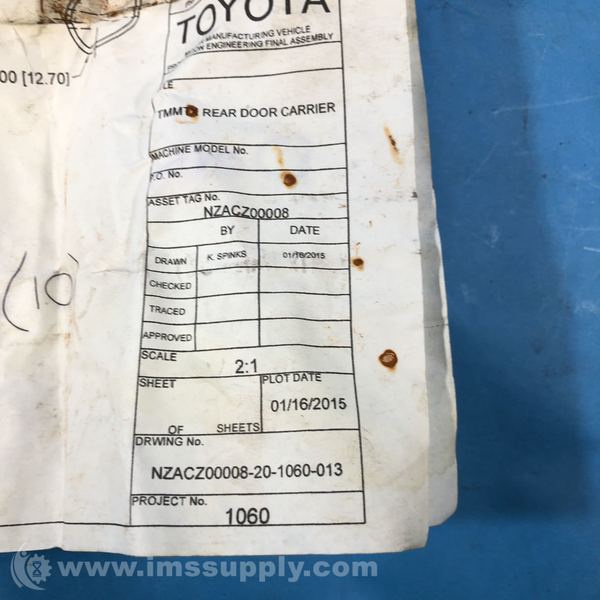 TOYOTA
MANUFACTURING VEHICLE
ENGINEERING FINAL ASSEMBLY
00 [12.70]
LE
REAR DOOR CARRIER
MACHINE MODEL No.
P.O. No.
ASSET TAG No.
NZACZ00008
BY DATE
DRAWN K. SPINKS 01/16/2015
CHECKED
TRACED
APPROVED
SCALE
2:1
SHEET PLOT DATE
01/16/2015
OF SHEETS
DRWING No.
NZACZ00008-20-1060-013
PROJECT No.
1060
(10)
www.imssupply.com